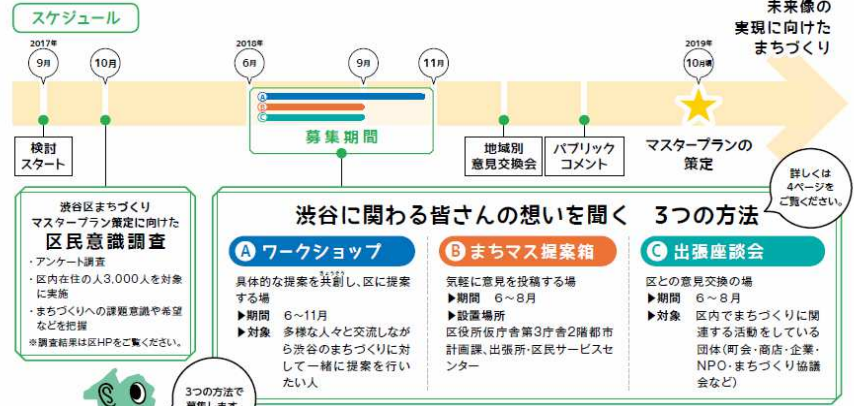 スケジュール
未来像の
実現に向けた
まちづくり
2017年
9月
10月
2018年
6月
9月
11月
2019年
10月頃
A
B
C
募集期間
検討
スタート
地域別
意見交換会
パブリック
コメント
マスタープランの
策定
詳しくは
4ページを
ご覧ください。
渋谷区まちづくり
マスタープラン策定に向けた
区民意識調査
・アンケート調査
・区内在住の人3,000人を対象
に実施
・まちづくりへの課題意識や希望
などを把握
※調査結果は区HPをご覧ください。
渋谷に関わる皆さんの想いを聞く 3つの方法
A ワークショップ
きょうそう
具体的な提案を共創し、区に提案
する場
▶期間 6～11月
▶対象 多様な人々と交流しなが
ら渋谷のまちづくりに対
して一緒に提案を行い
たい人
B まちマス提案箱
気軽に意見を投稿する場
▶期間 6～8月
▶設置場所
区役所仮庁舎第3庁舎2階都市
計画課、出張所・区民サービスセ
ンター
C 出張座談会
区との意見交換の場
▶期間 6～8月
▶対象 区内でまちづくりに関
連する活動をしている
団体(町会・商店・企業・
NPO・まちづくり協議
会など)
3つの方法で
募集します